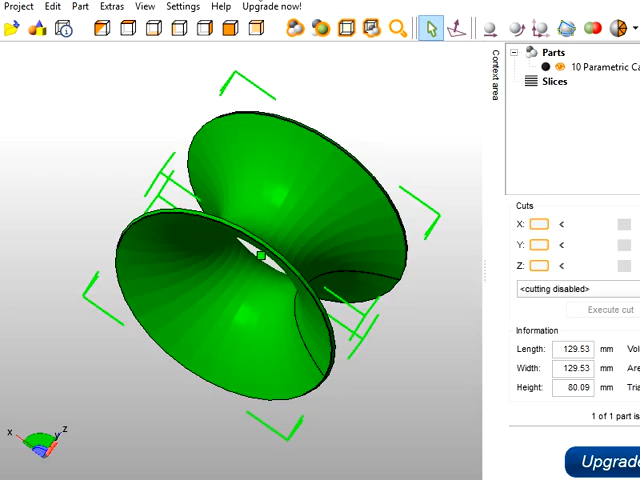 Project Edit Part Extras View Settings Help Upgrade now!
Context area
Parts
10 Parametric Ca
Slices
Cuts
X: <
Y: <
Z: <
<cutting disabled>
Execute cut
Information
Length: 129.53 mm Vol
Width: 129.53 mm Are
Height: 80.09 mm Tria
1 of 1 part is
Upgrade
x y z